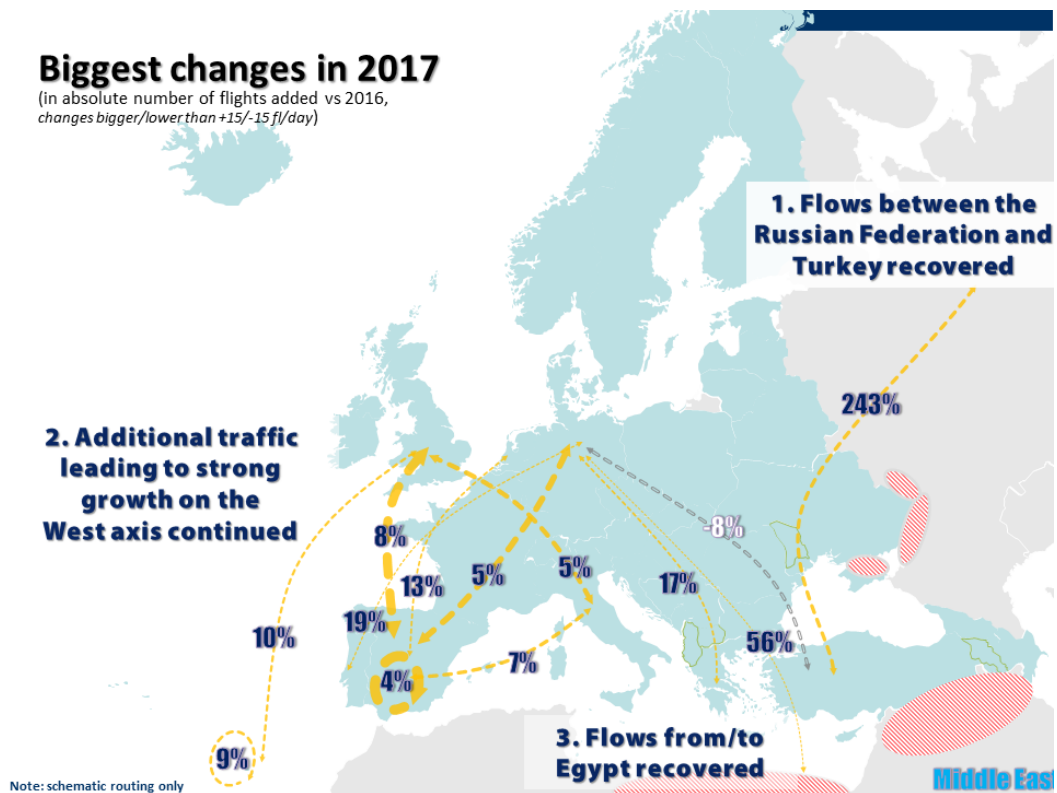 Biggest changes in 2017
(in absolute number of flights added vs 2016,
changes bigger/lower than +15/-15 fl/day)
1. Flows between the
Russian Federation and
Turkey recovered
243%
2. Additional traffic
leading to strong
growth on the
West axis continued
8%
-8%
13%
5%
5%
17%
19%
10%
56%
7%
4%
9%
3. Flows from/to
Egypt recovered
Middle East
Note: schematic routing only